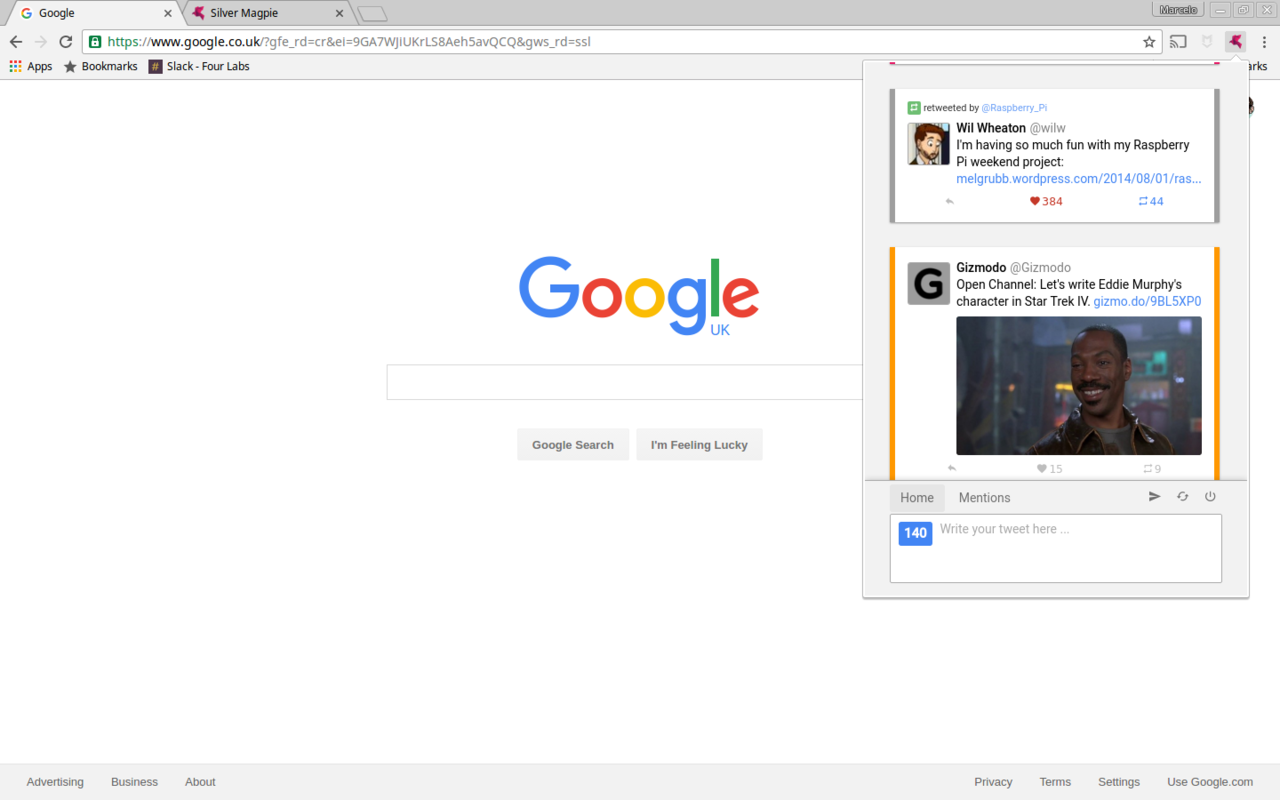 Google
Silver Magpie
Marcelo
https://www.google.co.uk/?gfe_rd=cr&ei=9GA7WJiUKrLS8Aeh5avQCQ&gws_rd=ssl
Apps
Bookmarks
# Slack - Four Labs
arks
retweeted by @Raspberry_Pi
Wil Wheaton @wilw
I'm having so much fun with my Raspberry
Pi weekend project:
melgrubb.wordpress.com/2014/08/01/ras...
384
44
G
Gizmodo @Gizmodo
Open Channel: Let's write Eddie Murphy's
character in Star Trek IV. gizmo.do/9BL5XP0
15
9
Home
Mentions
140
Write your tweet here ...
Google
UK
Google Search
I'm Feeling Lucky
Advertising
Business
About
Privacy
Terms
Settings
Use Google.com